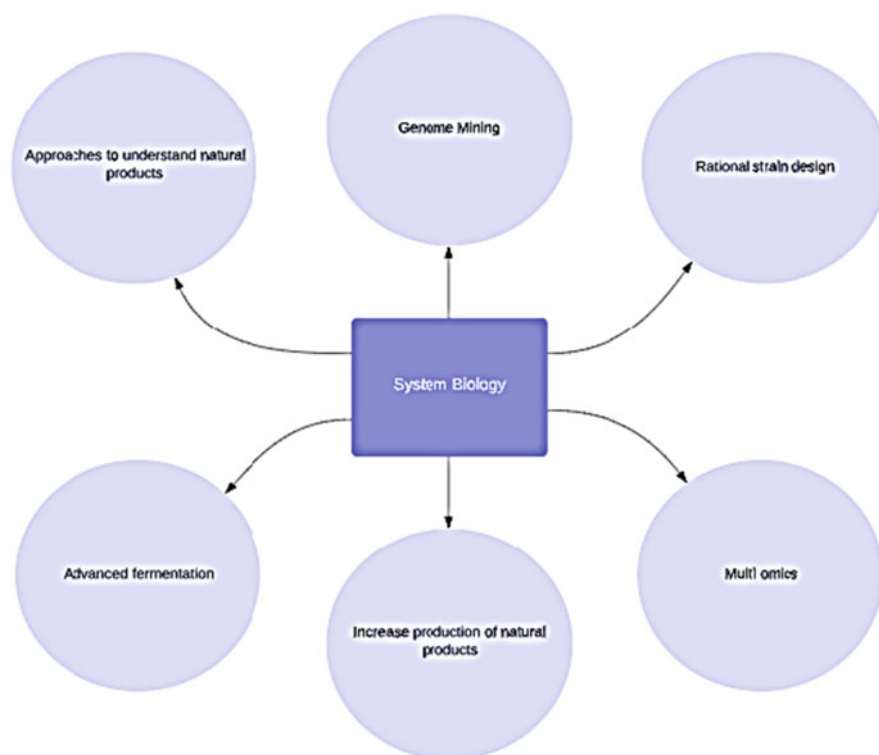 Genome Mining
Approaches to understand natural
products
Rational strain design
System Biology
Advanced fermentation
Multi omics
Increase production of natural
products